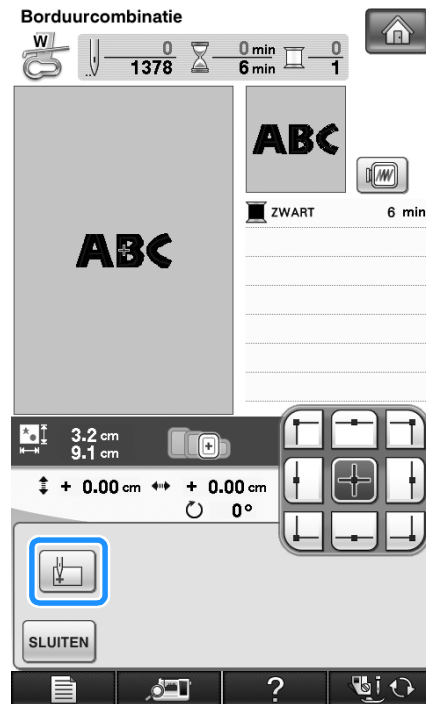 Borduurcombinatie
W
0 0 min 0
1378 6 min 1
ABC
ZWART 6 min
ABC
3.2 cm
9.1 cm
+ 0.00 cm + 0.00 cm
0°
SLUITEN
?